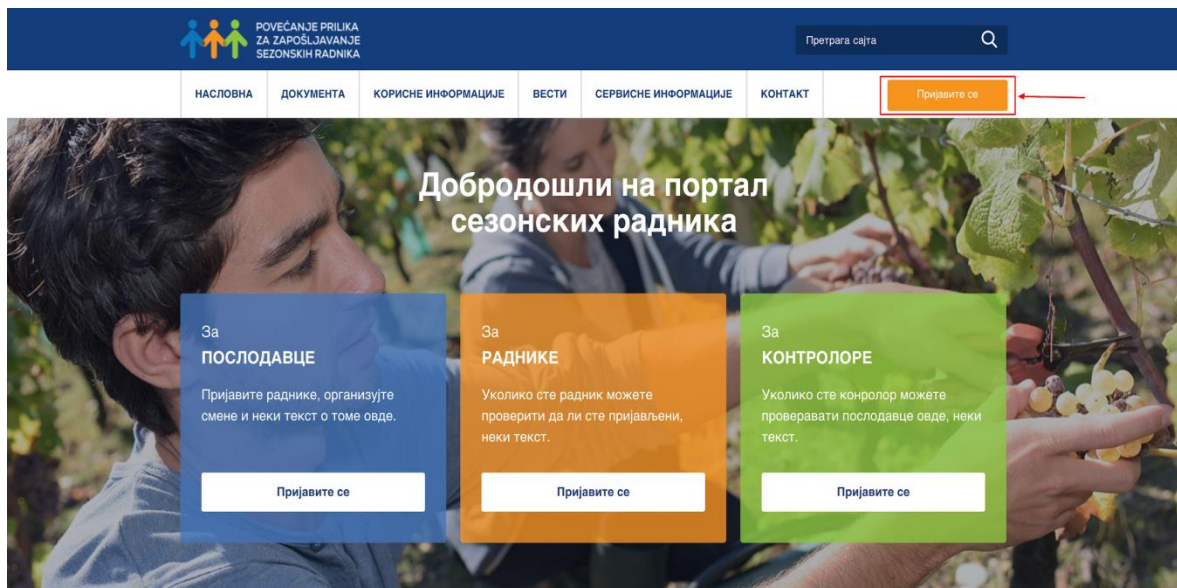 POVEĆANJE PRILIKA
ZA ZAPOŠLJAVANJE
SEZONSKIH RADNIKA
Претрага сајта
НАСЛОВНА ДОКУМЕНТА КОРИСНЕ ИНФОРМАЦИЈЕ ВЕСТИ СЕРВИСНЕ ИНФОРМАЦИЈЕ КОНТАКТ Пријавите се
Добродошли на портал
сезонских радника
За
ПОСЛОДАВЦЕ
Пријавите раднике, организујте
смене и неки текст о томе овде.
Пријавите се
За
РАДНИКЕ
Уколико сте радник можете
проверити да ли сте пријављени,
неки текст.
Пријавите се
За
КОНТРОЛОРЕ
Уколико сте конролор можете
проверавати послодавце овде, неки
текст.
Пријавите се